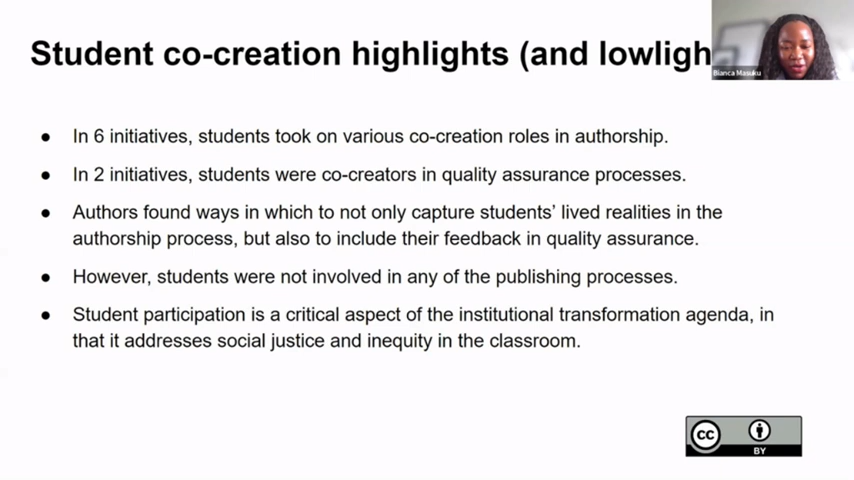 Student co-creation highlights (and lowligh
Bianca Masuku
● In 6 initiatives, students took on various co-creation roles in authorship.
● In 2 initiatives, students were co-creators in quality assurance processes.
● Authors found ways in which to not only capture students' lived realities in the
authorship process, but also to include their feedback in quality assurance.
● However, students were not involved in any of the publishing processes.
● Student participation is a critical aspect of the institutional transformation agenda, in
that it addresses social justice and inequity in the classroom.
cc
BY